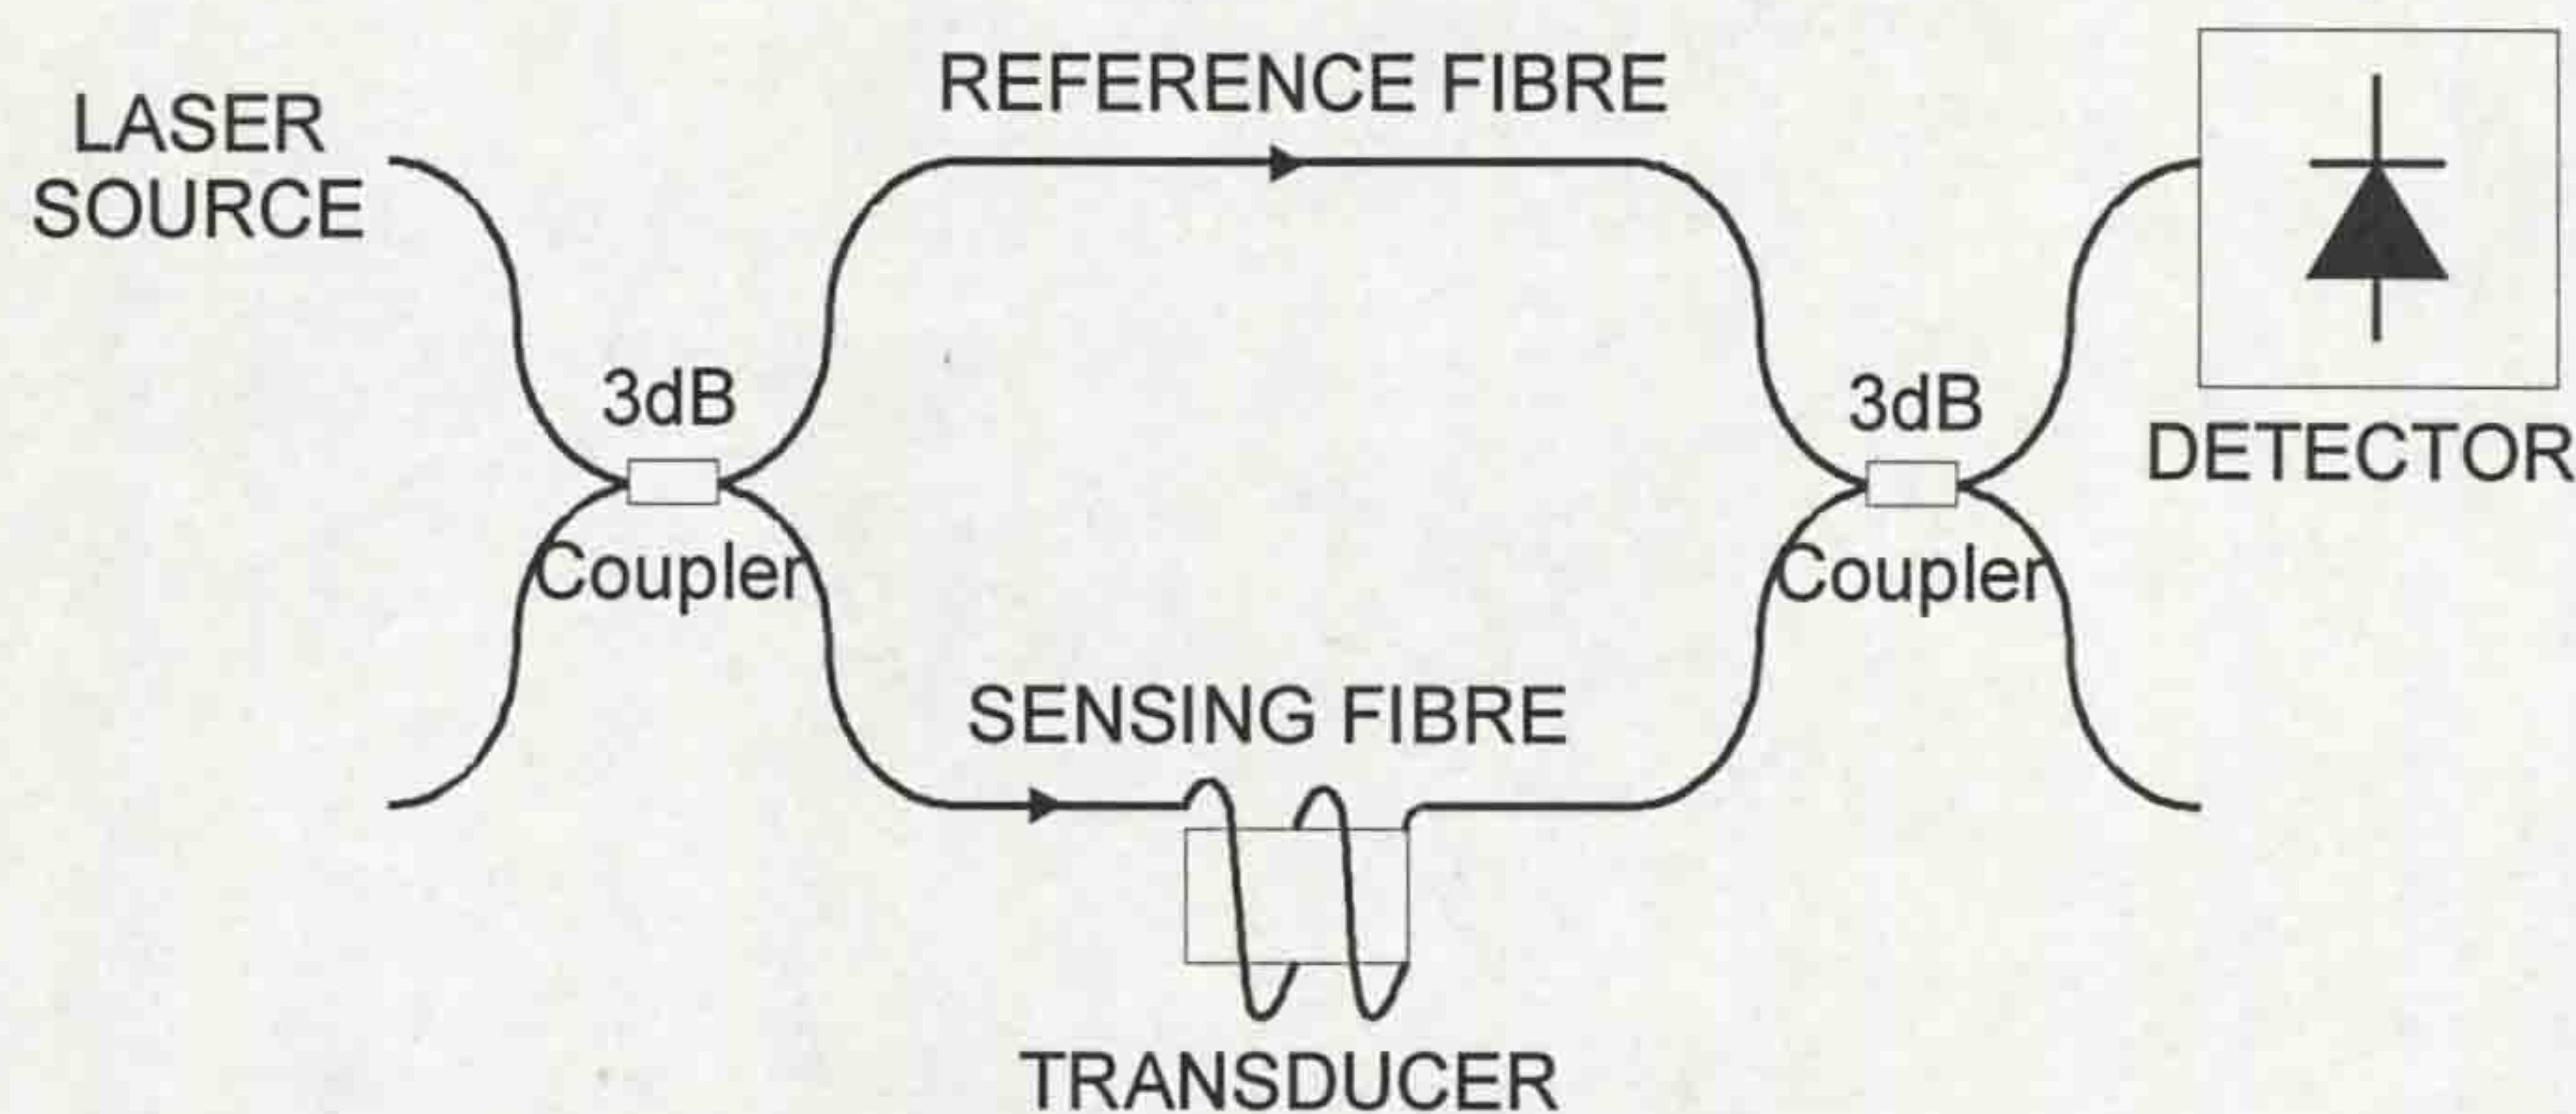 LASER
SOURCE
REFERENCE FIBRE
3dB
Coupler
3dB
Coupler
DETECTOR
SENSING FIBRE
TRANSDUCER